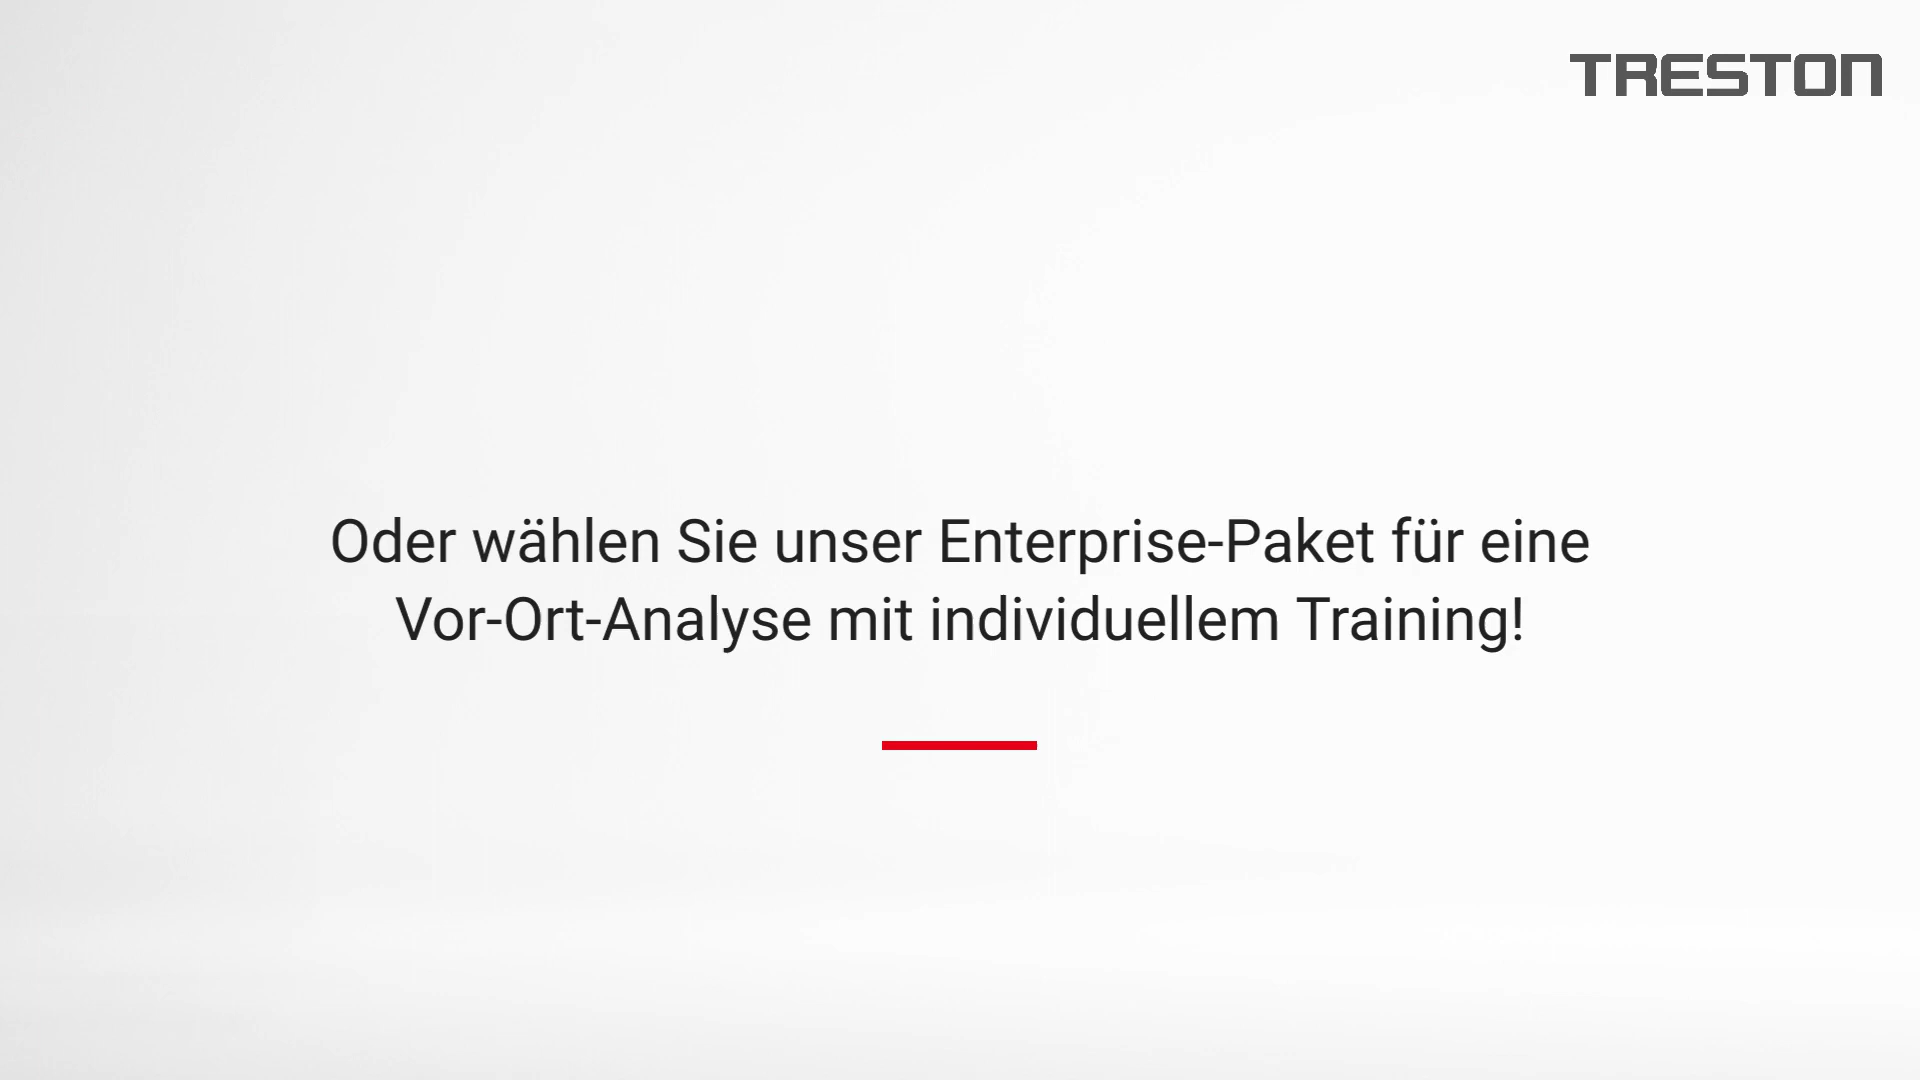 TRESTON
Oder wählen Sie unser Enterprise-Paket für eine
Vor-Ort-Analyse mit individuellem Training!